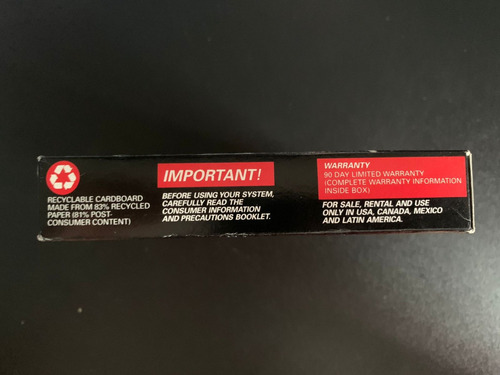 RECYCLABLE CARDBOARD
MADE FROM 83% RECYCLED
PAPER (81% POST-
CONSUMER CONTENT)
IMPORTANT!
BEFORE USING YOUR SYSTEM,
CAREFULLY READ THE
CONSUMER INFORMATION
AND PRECAUTIONS BOOKLET.
WARRANTY
90 DAY LIMITED WARRANTY
(COMPLETE WARRANTY INFORMATION
INSIDE BOX)
FOR SALE, RENTAL AND USE
ONLY IN USA, CANADA, MEXICO
AND LATIN AMERICA.